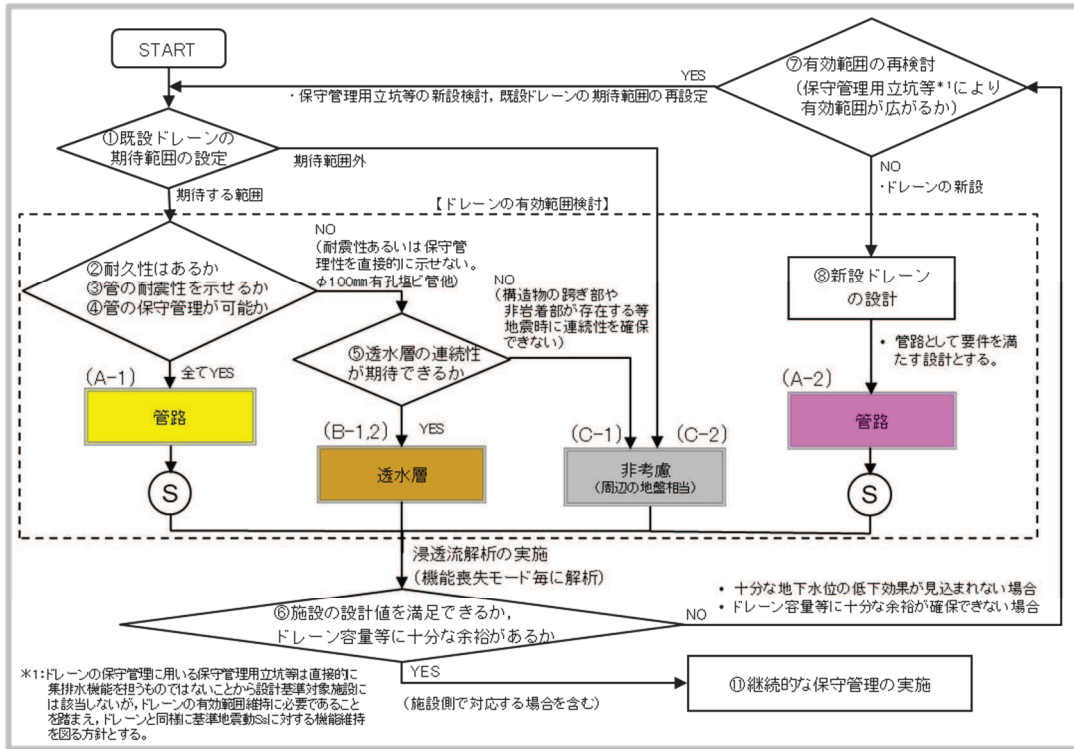 START
YES
・保守管理用立坑等の新設検討，既設ドレーンの期待範囲の再設定
⑦有効範囲の再検討
（保守管理用立坑等*1により
有効範囲が広がるか）
①既設ドレーンの
期待範囲の設定
期待範囲外
期待する範囲
NO
・ドレーンの新設
【ドレーンの有効範囲検討】
②耐久性はあるか
③管の耐震性を示せるか
④管の保守管理が可能か
NO
（耐震性あるいは保守管
理性を直接的に示せない。
φ100mm有孔塩ビ管他）
NO
（構造物の跨ぎ部や
非岩着部が存在する等
地震時に連続性を確保
できない）
⑤透水層の連続性
が期待できるか
⑧新設ドレーン
の設計
• 管路として要件を満
たす設計とする。
(A-1)
全てYES
管路
S
(B-1,2)
YES
透水層
(C-1)
(C-2)
非考慮
（周辺の地盤相当）
(A-2)
管路
S
浸透流解析の実施
（機能喪失モード毎に解析）
⑥施設の設計値を満足できるか，
ドレーン容量等に十分な余裕があるか
NO
• 十分な地下水位の低下効果が見込まれない場合
• ドレーン容量等に十分な余裕が確保できない場合
YES
（施設側で対応する場合を含む）
⑪継続的な保守管理の実施
*1：ドレーンの保守管理に用いる保守管理用立坑等は直接的に
集排水機能を担うものではないことから設計基準対象施設に
は該当しないが，ドレーンの有効範囲維持に必要であること
を踏まえ，ドレーンと同様に基準地震動Ssに対する機能維持
を図る方針とする。